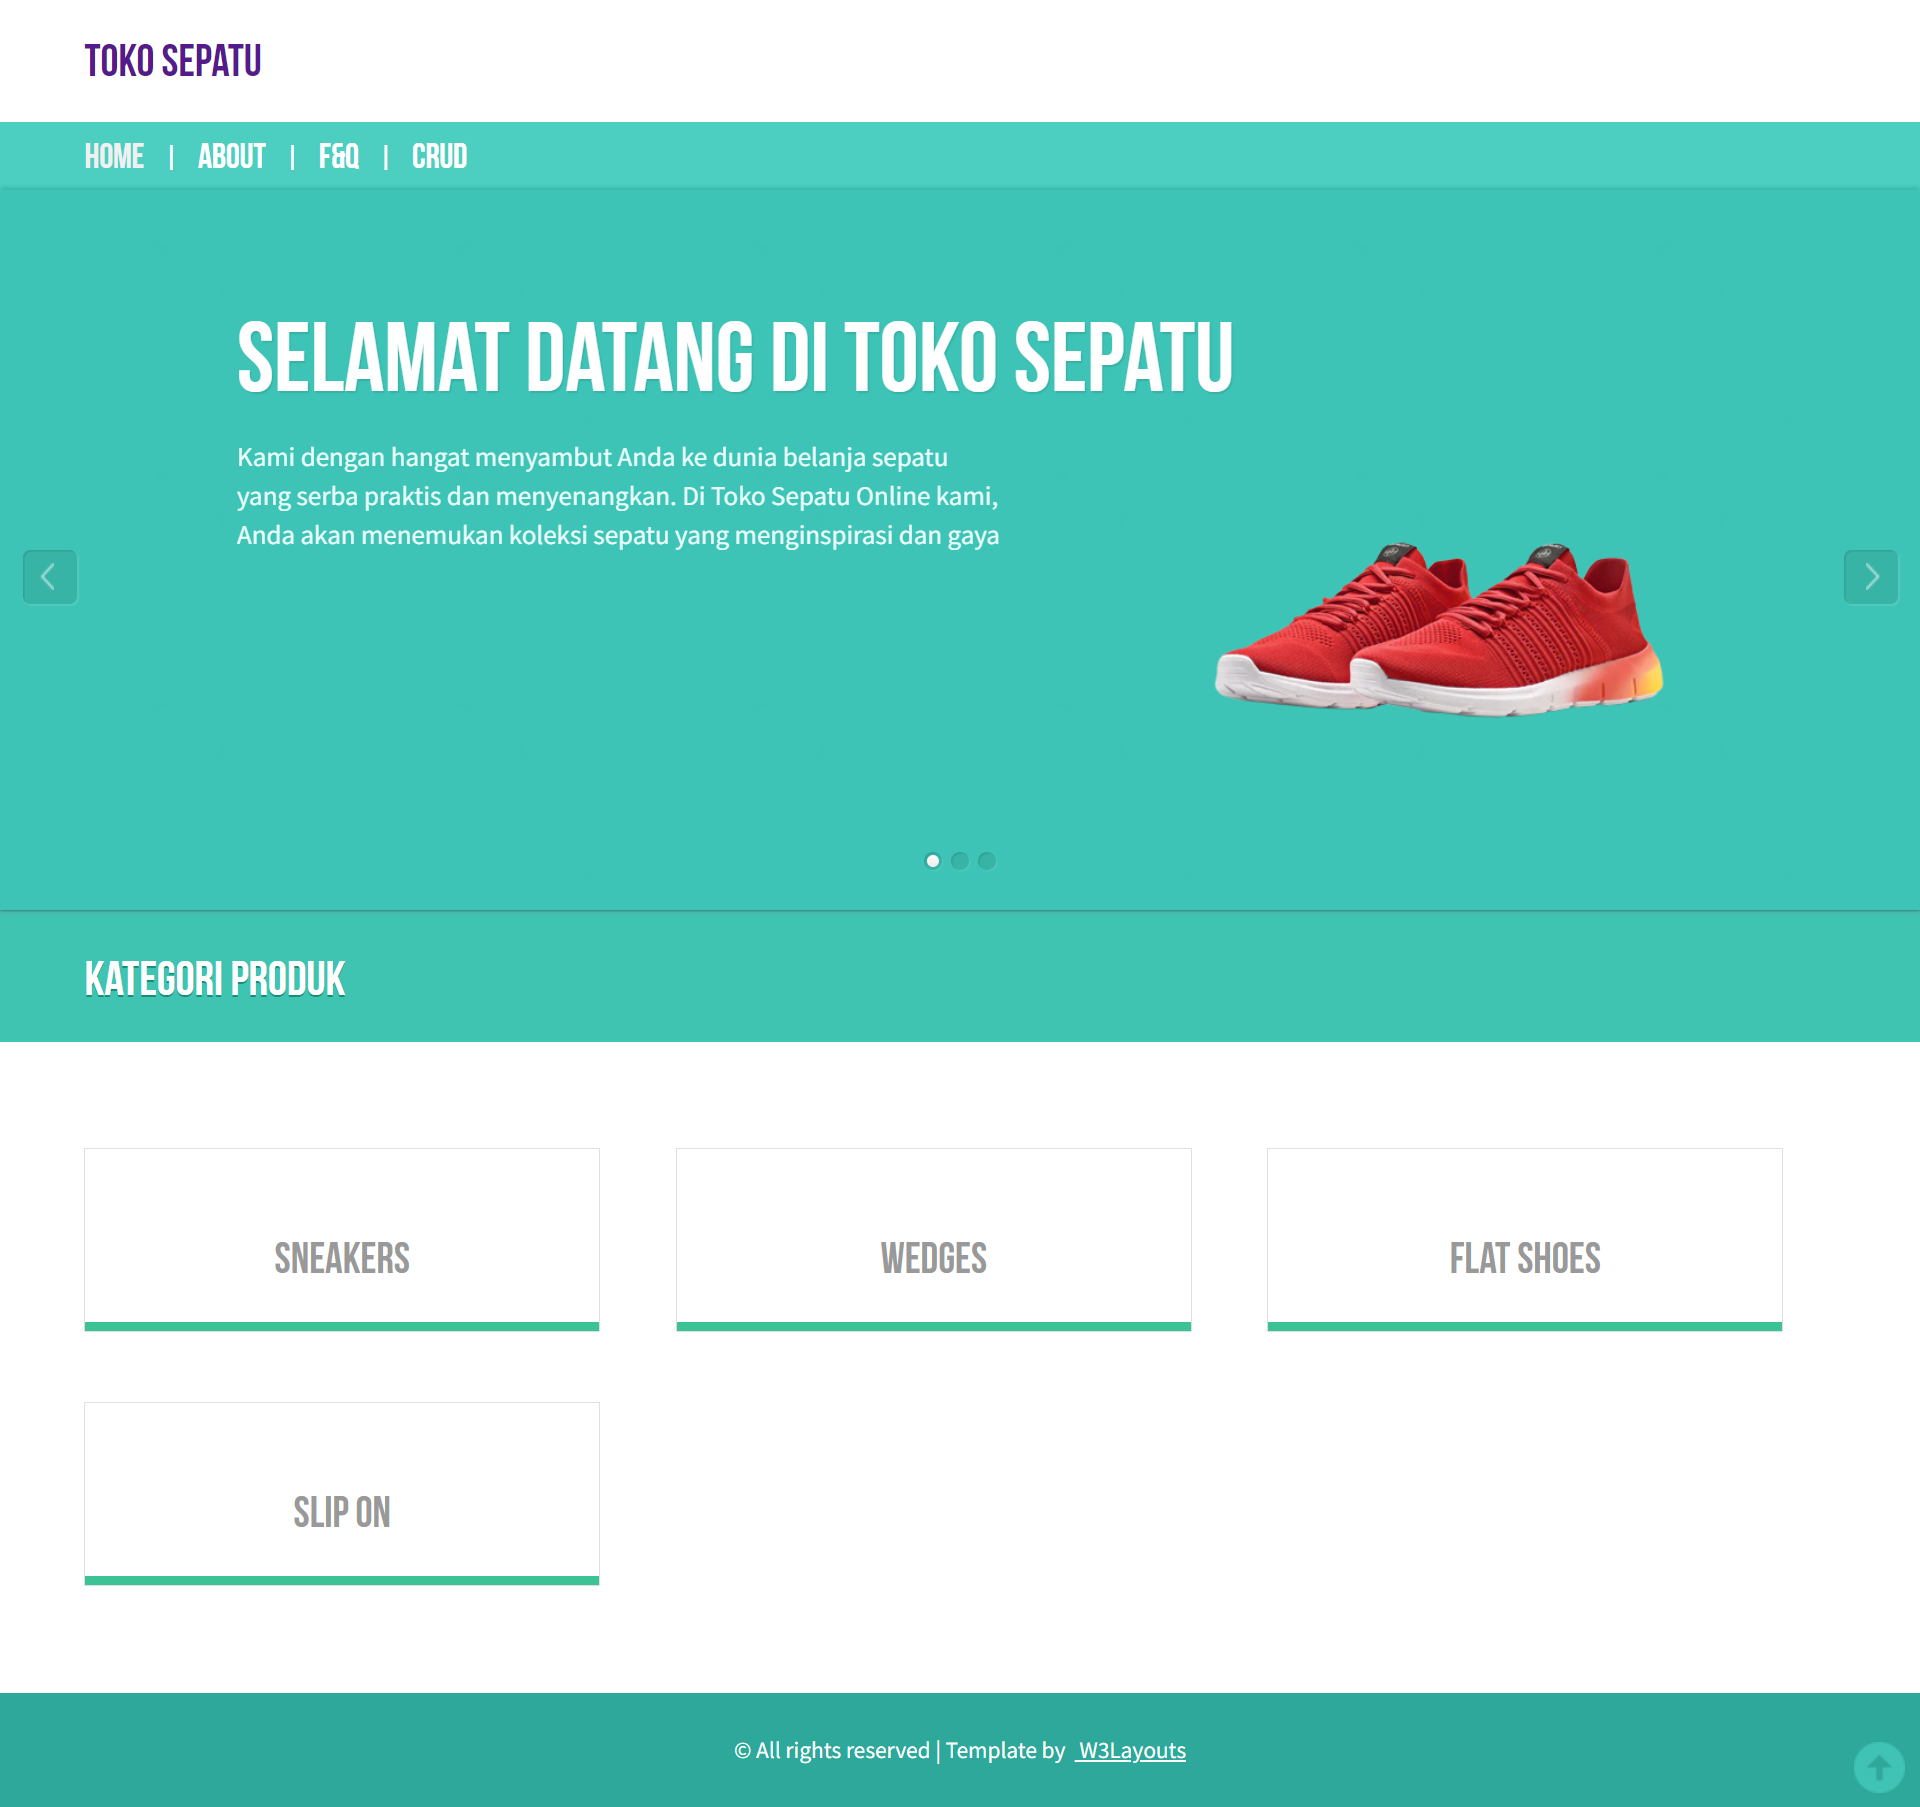 TOKO SEPATU
HOME | ABOUT | F&Q | CRUD
SELAMAT DATANG DI TOKO SEPATU
Kami dengan hangat menyambut Anda ke dunia belanja sepatu
yang serba praktis dan menyenangkan. Di Toko Sepatu Online kami,
Anda akan menemukan koleksi sepatu yang menginspirasi dan gaya
KATEGORI PRODUK
SNEAKERS
WEDGES
FLAT SHOES
SLIP ON
© All rights reserved | Template by W3Layouts